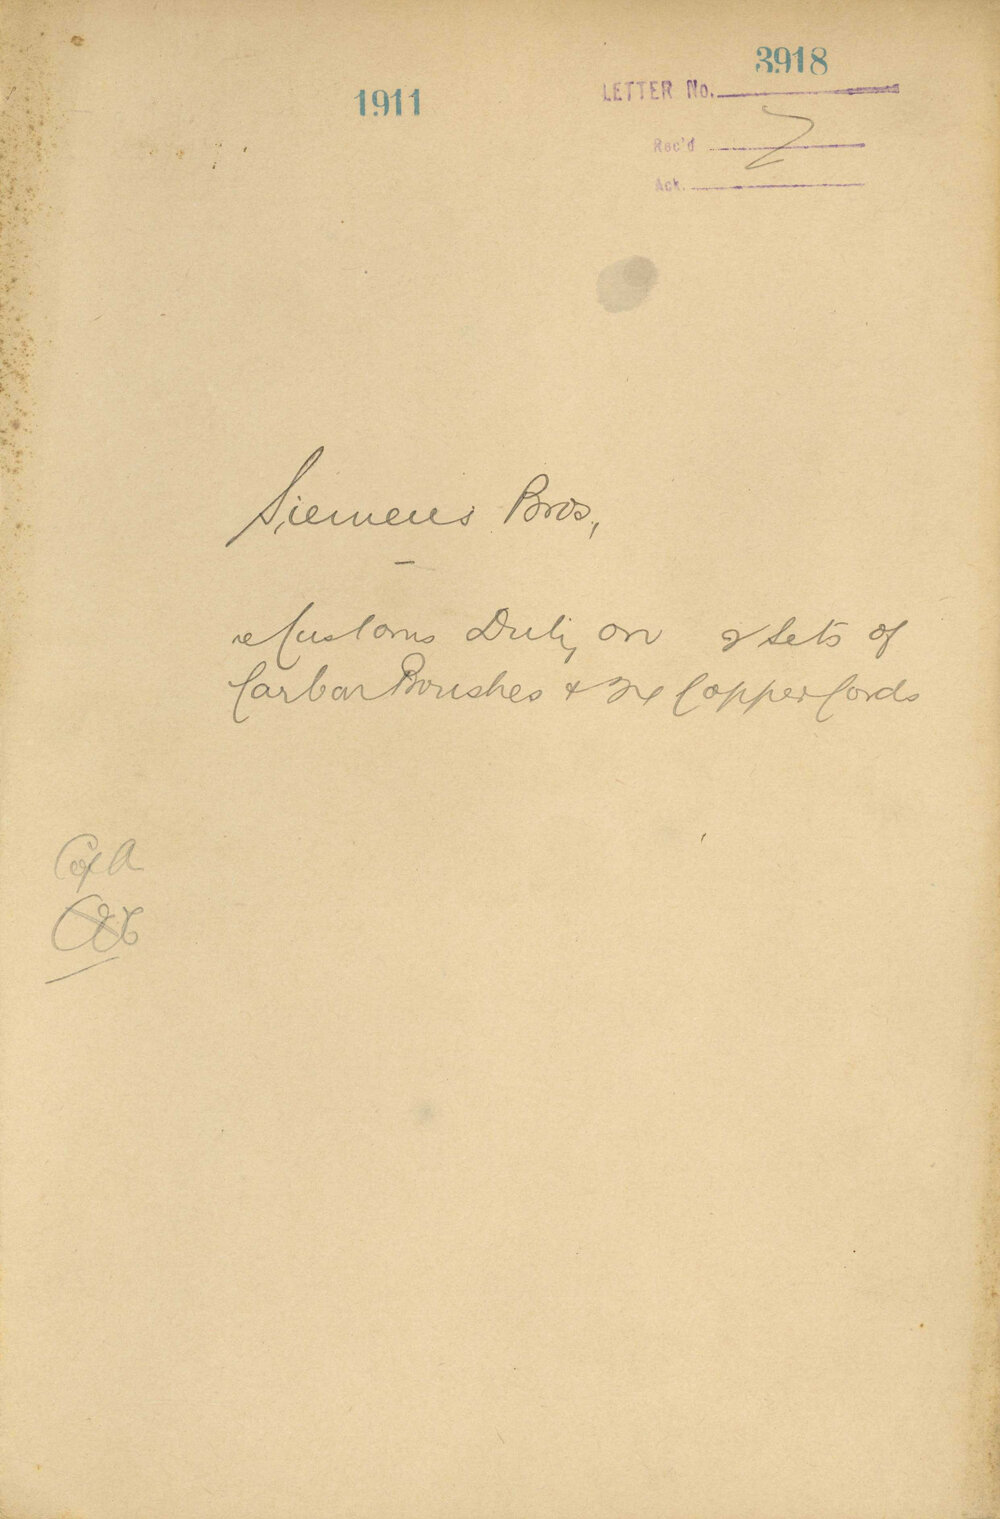 3918
1911
LETTER No.
Rec'd
Ack.
Siemens Bros,
re Customs Duty on 2 Sets of
Carbon Brushes & Copper Cords
C of A